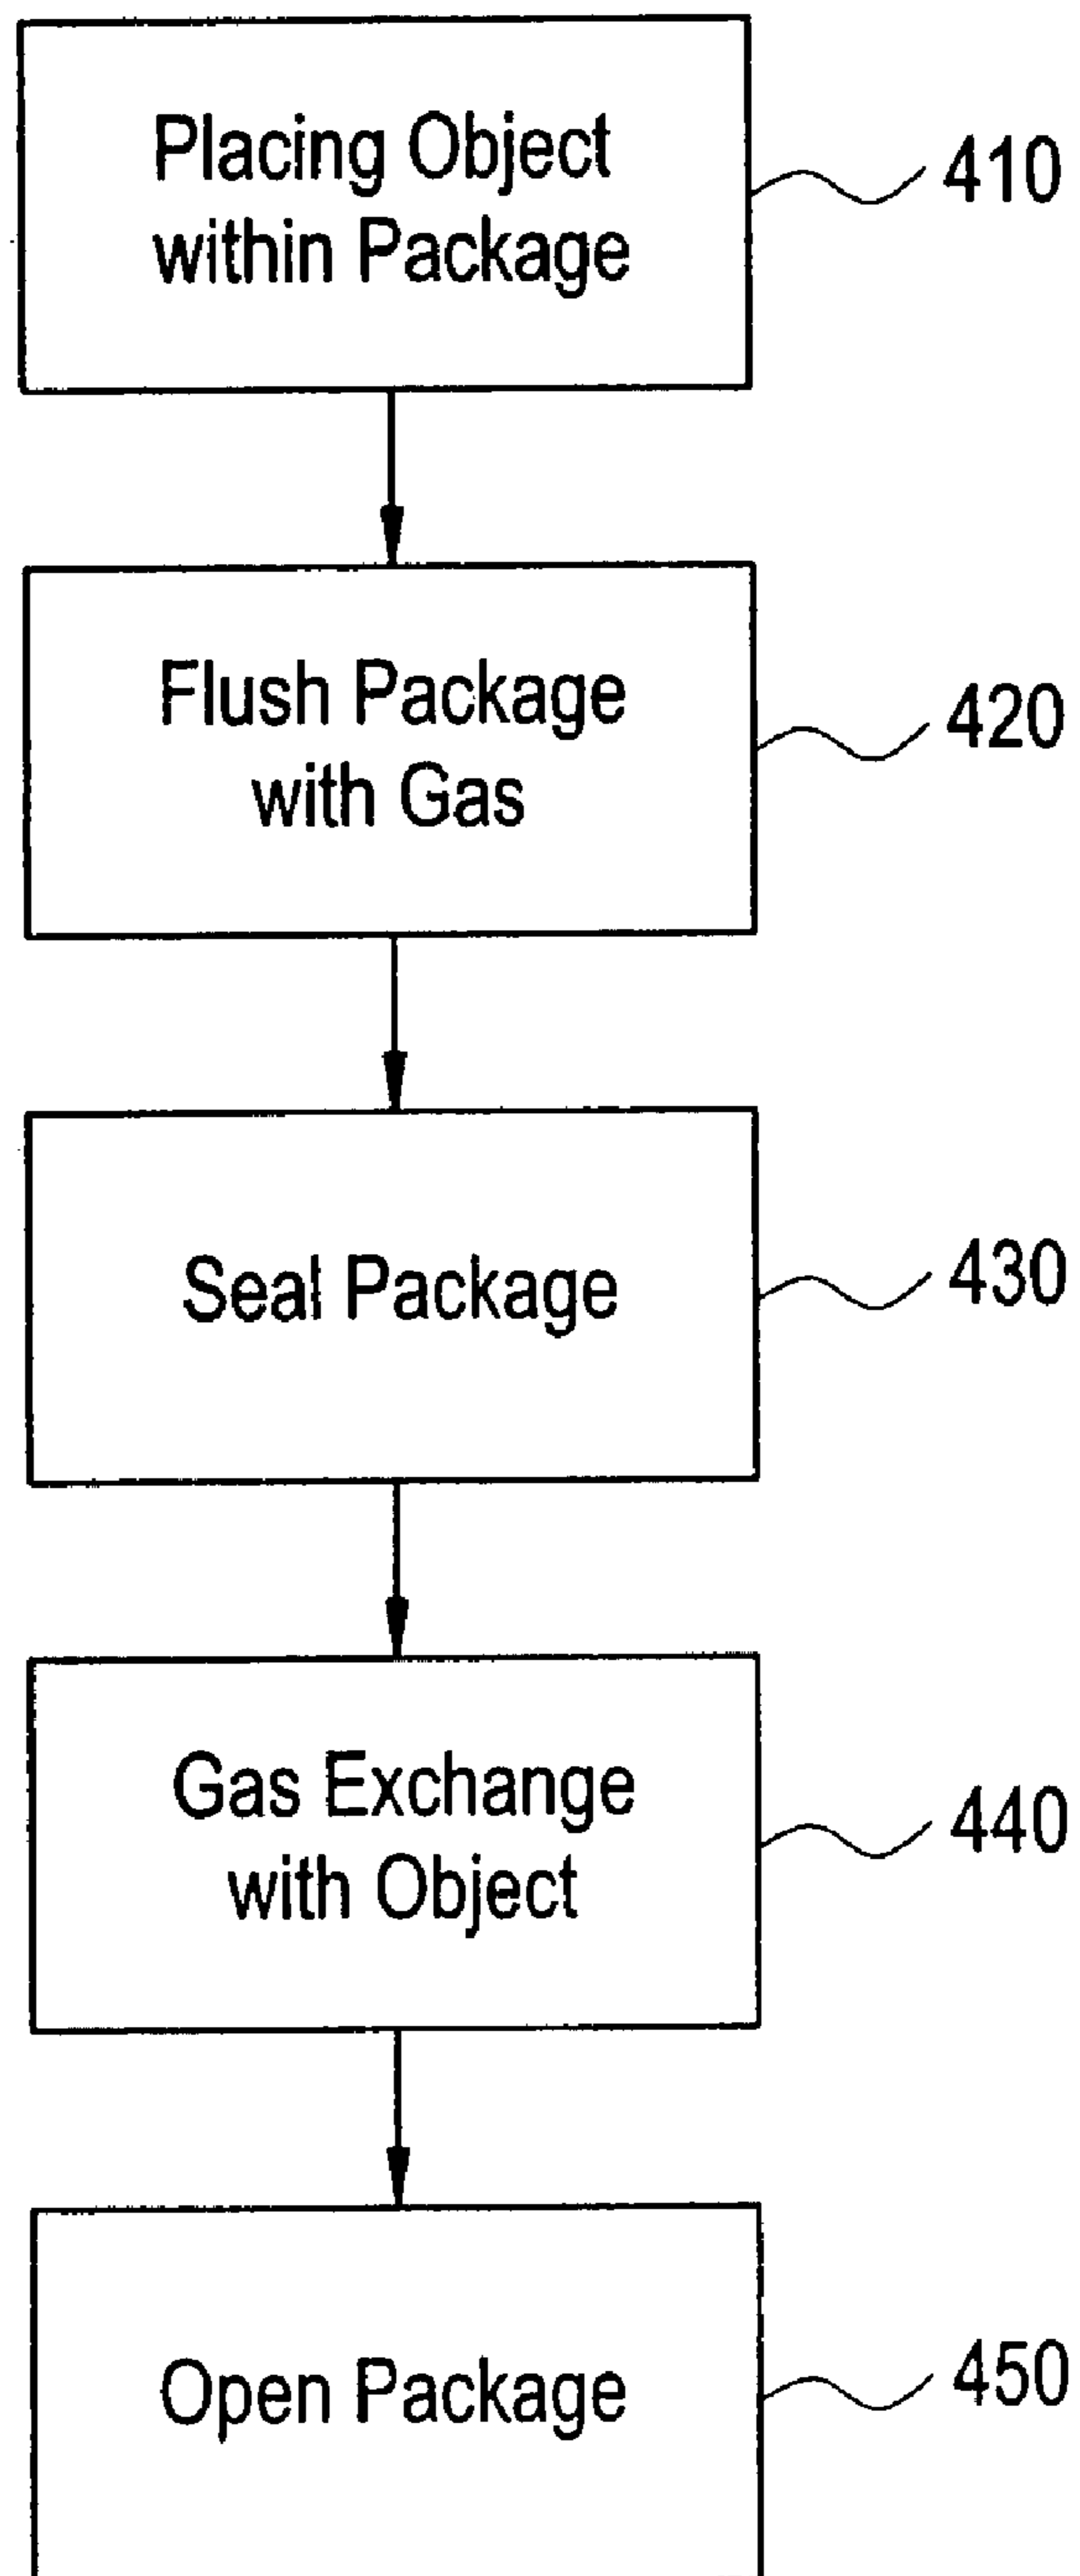 Placing Object
within Package
410
Flush Package
with Gas
420
Seal Package
430
Gas Exchange
with Object
440
Open Package
450